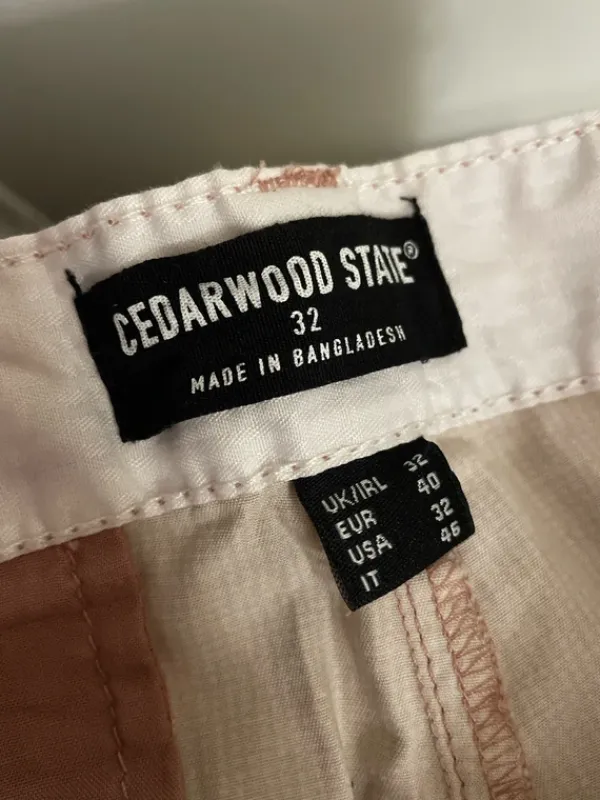 CEDARWOOD STATE®
32
MADE IN BANGLADESH
UK/IRL 32
EUR 40
USA 32
IT 46